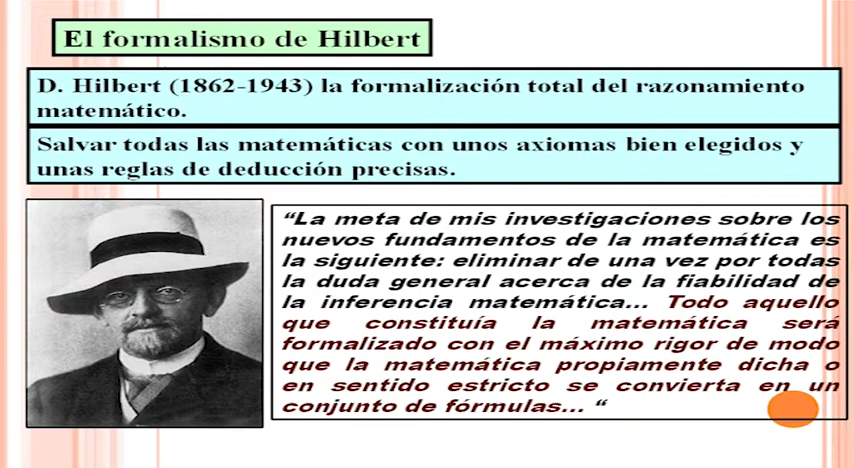 El formalismo de Hilbert
D. Hilbert (1862-1943) la formalización total del razonamiento
matemático.
Salvar todas las matemáticas con unos axiomas bien elegidos y
unas reglas de deducción precisas.
“La meta de mis investigaciones sobre los
nuevos fundamentos de la matemática es
la siguiente: eliminar de una vez por todas
la duda general acerca de la fiabilidad de
la inferencia matemática... Todo aquello
que constituía la matemática será
formalizado con el máximo rigor de modo
que la matemática propiamente dicha o
en sentido estricto se convierta en un
conjunto de fórmulas... “